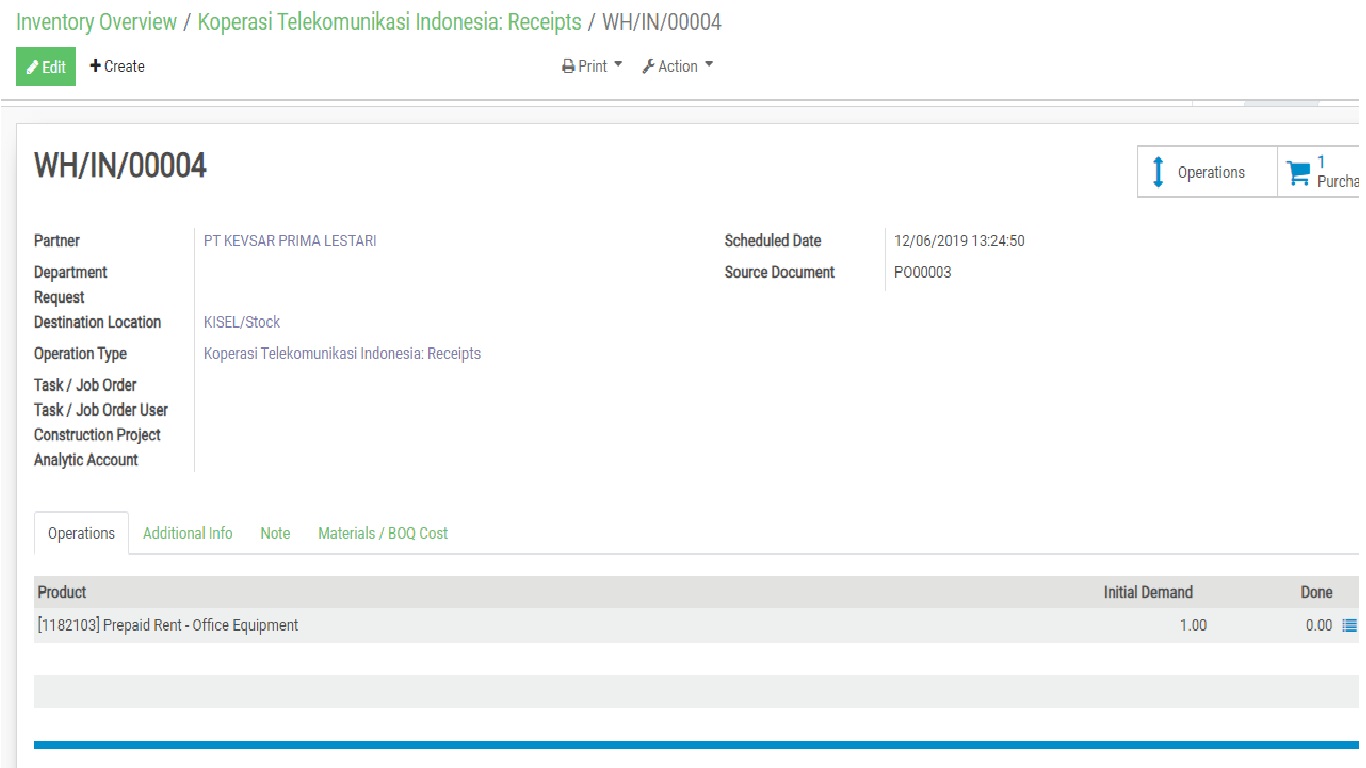 Inventory Overview / Koperasi Telekomunikasi Indonesia: Receipts / WH/IN/00004
Edit Create Print Action
WH/IN/00004
Operations
1
Purcha
Partner PT KEVSAR PRIMA LESTARI Scheduled Date 12/06/2019 13:24:50
Department Source Document PO00003
Request
Destination Location KISEL/Stock
Operation Type Koperasi Telekomunikasi Indonesia: Receipts
Task / Job Order
Task / Job Order User
Construction Project
Analytic Account
Operations Additional Info Note Materials / BOQ Cost
Product Initial Demand Done
[1182103] Prepaid Rent - Office Equipment 1.00 0.00